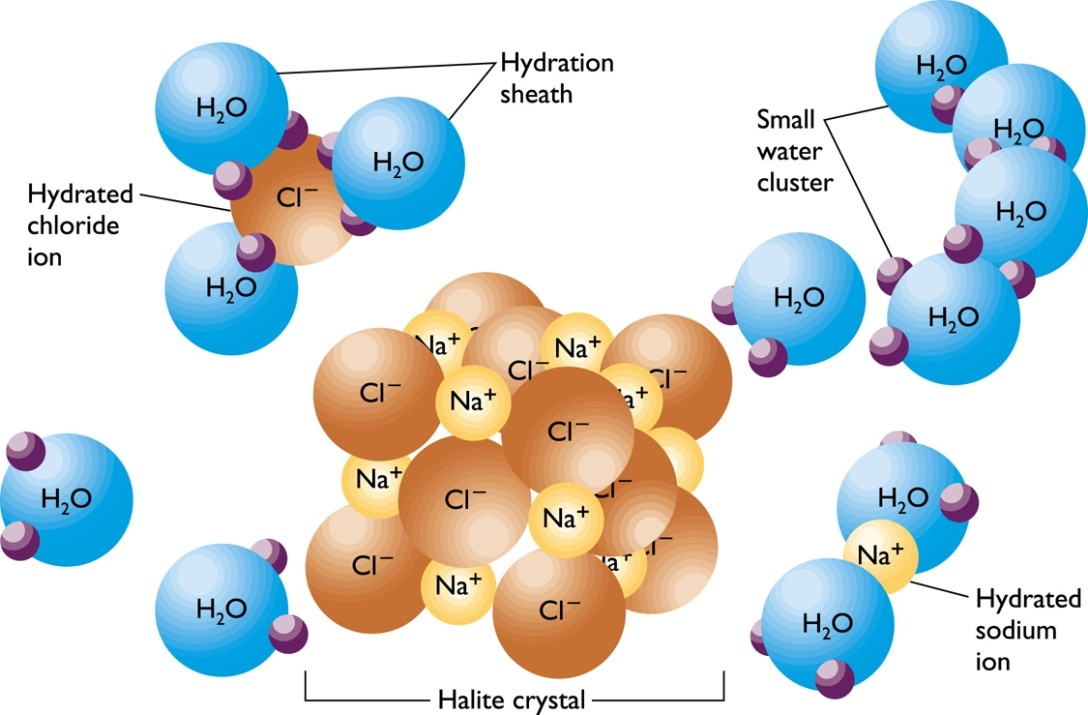 H₂O
Hydration
sheath
H₂O
H₂O
H₂O
Small
water
cluster
H₂O
Hydrated
chloride
ion
Cl⁻
H₂O
H₂O
H₂O
H₂O
Na⁺
Cl⁻
Na⁺
Cl⁻
Cl⁻
Na⁺
a⁺
Cl⁻
Na⁺
Cl⁻
Cl⁻
H₂O
H₂O
Na⁺
Cl⁻
Na⁺
a⁺
Cl⁻
Na⁺
Cl⁻
H₂O
H₂O
Hydrated
sodium
ion
Halite crystal